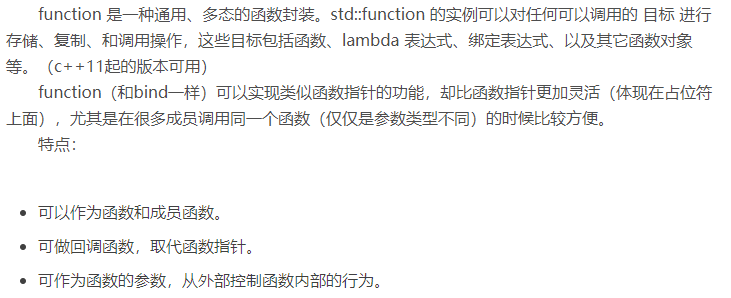 function 是一种通用、多态的函数封装。std::function 的实例可以对任何可以调用的 目标 进行
存储、复制、和调用操作，这些目标包括函数、lambda 表达式、绑定表达式、以及其它函数对象
等。（c++11起的版本可用）
function（和bind一样）可以实现类似函数指针的功能，却比函数指针更加灵活（体现在占位符
上面），尤其是在很多成员调用同一个函数（仅仅是参数类型不同）的时候比较方便。
特点：
• 可以作为函数和成员函数。
• 可做回调函数，取代函数指针。
• 可作为函数的参数，从外部控制函数内部的行为。